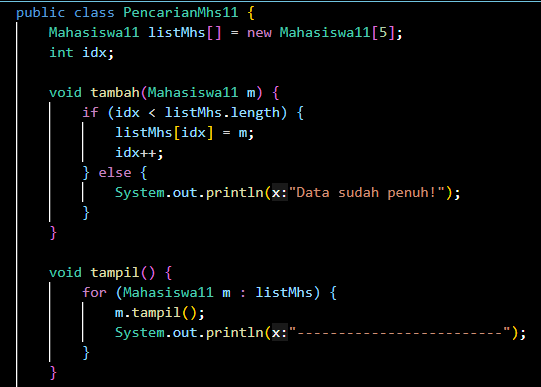 public class PencarianMhs11 {
    Mahasiswa11 listMhs[] = new Mahasiswa11[5];
    int idx;

    void tambah(Mahasiswa11 m) {
        if (idx < listMhs.length) {
            listMhs[idx] = m;
            idx++;
        } else {
            System.out.println(x:"Data sudah penuh!");
        }
    }

    void tampil() {
        for (Mahasiswa11 m : listMhs) {
            m.tampil();
            System.out.println(x:"-------------------------");
        }
    }